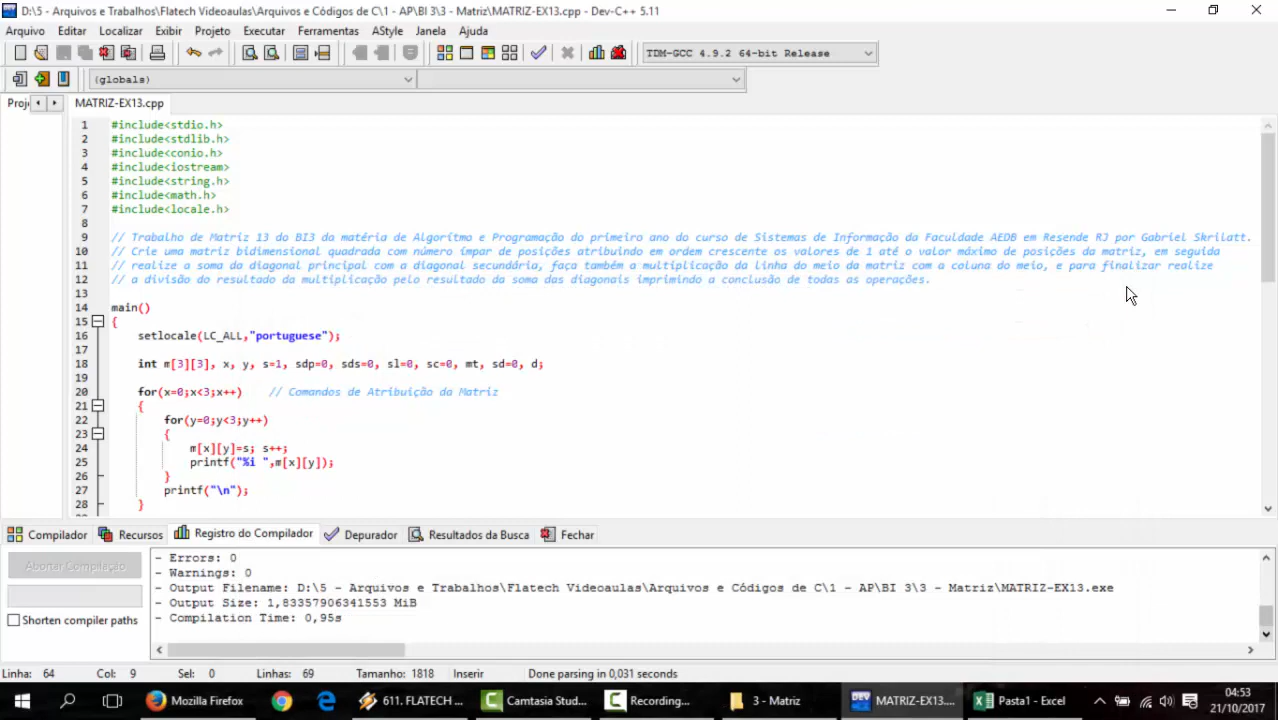 D:\5 - Arquivos e Trabalhos\Flatech Videoaulas\Arquivos e Códigos de C\1 - AP\BI 3\3 - Matriz\MATRIZ-EX13.cpp - Dev-C++ 5.11
Arquivo Editar Localizar Exibir Projeto Executar Ferramentas AStyle Janela Ajuda
TDM-GCC 4.9.2 64-bit Release
(globals)
Proje MATRIZ-EX13.cpp
1 #include<stdio.h>
2 #include<stdlib.h>
3 #include<conio.h>
4 #include<iostream>
5 #include<string.h>
6 #include<math.h>
7 #include<locale.h>
8
9 // Trabalho de Matriz 13 do BI3 da matéria de Algorítmo e Programação do primeiro ano do curso de Sistemas de Informação da Faculdade AEDB em Resende RJ por Gabriel Skrilatt.
10 // Crie uma matriz bidimensional quadrada com número ímpar de posições atribuindo em ordem crescente os valores de 1 até o valor máximo de posições da matriz, em seguida
11 // realize a soma da diagonal principal com a diagonal secundária, faça também a multiplicação da linha do meio da matriz com a coluna do meio, e para finalizar realize
12 // a divisão do resultado da multiplicação pelo resultado da soma das diagonais imprimindo a conclusão de todas as operações.
13
14 main()
15 {
16 setlocale(LC_ALL,"portuguese");
17
18 int m[3][3], x, y, s=1, sdp=0, sds=0, sl=0, sc=0, mt, sd=0, d;
19
20 for(x=0;x<3;x++) // Comandos de Atribuição da Matriz
21 {
22 for(y=0;y<3;y++)
23 {
24 m[x][y]=s; s++;
25 printf("%i ",m[x][y]);
26 }
27 printf("\n");
28 }
Compilador Recursos Registro do Compilador Depurador Resultados da Busca Fechar
Abortar Compilação
Shorten compiler paths
- Errors: 0
- Warnings: 0
- Output Filename: D:\5 - Arquivos e Trabalhos\Flatech Videoaulas\Arquivos e Códigos de C\1 - AP\BI 3\3 - Matriz\MATRIZ-EX13.exe
- Output Size: 1,83357906341553 MiB
- Compilation Time: 0,95s
Linha: 64 Col: 9 Sel: 0 Linhas: 69 Tamanho: 1818 Inserir Done parsing in 0,031 seconds
Mozilla Firefox 611. FLATECH ... Camtasia Stud... Recording... 3 - Matriz MATRIZ-EX13.... Pasta1 - Excel 04:53
21/10/2017